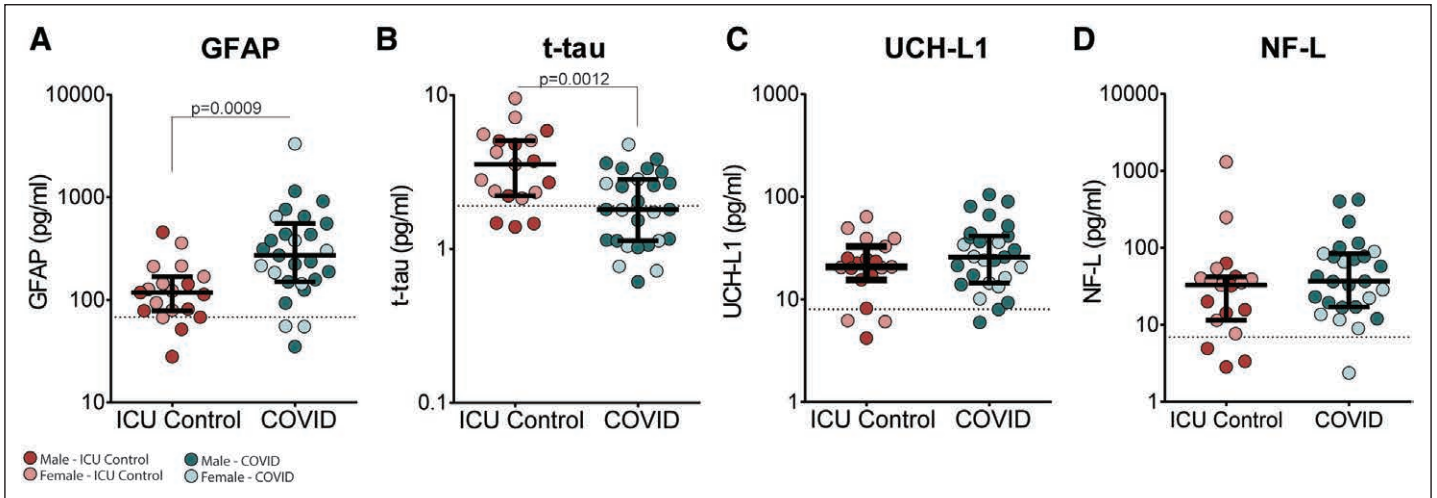 A
GFAP
GFAP (pg/ml)
10000
1000
100
10
p=0.0009
ICU Control
COVID
B
t-tau
t-tau (pg/ml)
10
1
0.1
p=0.0012
ICU Control
COVID
C
UCH-L1
UCH-L1 (pg/ml)
1000
100
10
1
ICU Control
COVID
D
NF-L
NF-L (pg/ml)
10000
1000
100
10
1
ICU Control
COVID
Male - ICU Control
Female - ICU Control
Male - COVID
Female - COVID